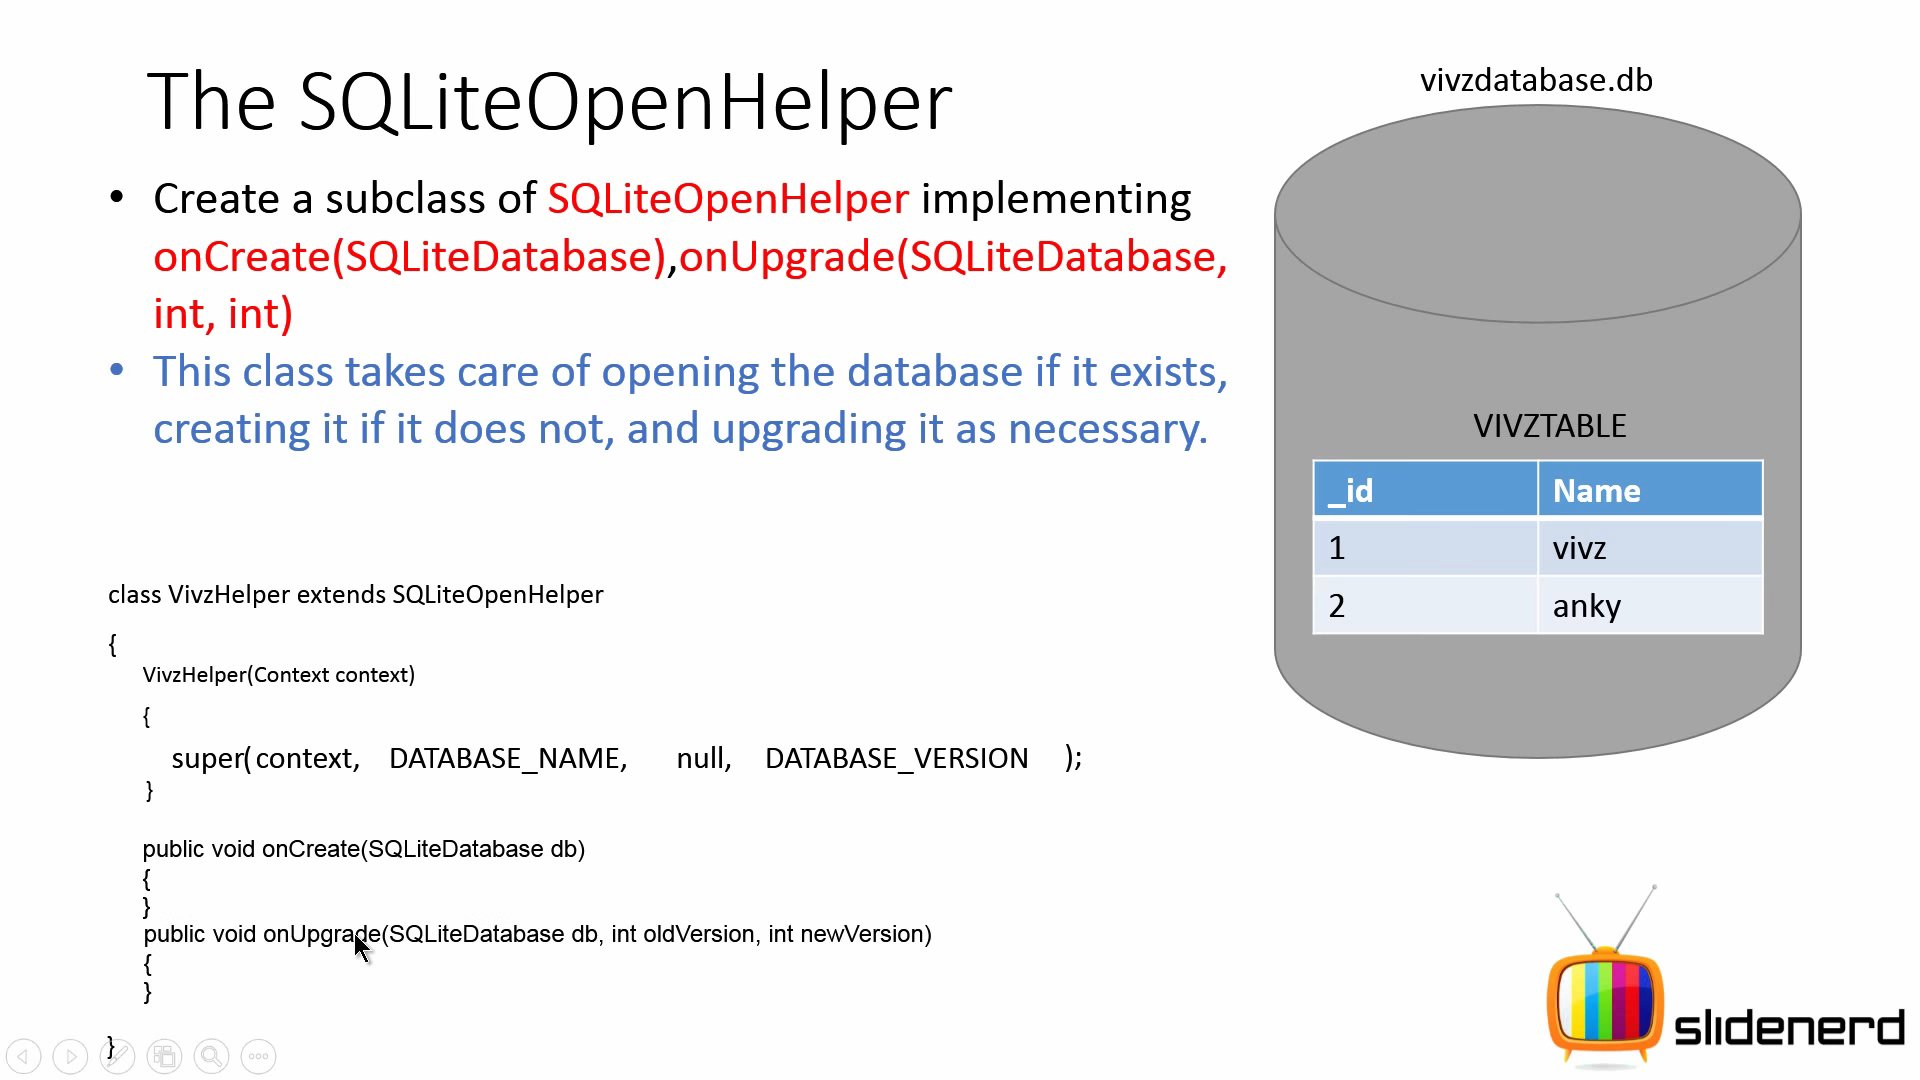 The SQLiteOpenHelper
• Create a subclass of SQLiteOpenHelper implementing
onCreate(SQLiteDatabase),onUpgrade(SQLiteDatabase,
int, int)
• This class takes care of opening the database if it exists,
creating it if it does not, and upgrading it as necessary.
class VivzHelper extends SQLiteOpenHelper
{
VivzHelper(Context context)
{
super(context, DATABASE_NAME, null, DATABASE_VERSION );
}
public void onCreate(SQLiteDatabase db)
{
}
public void onUpgrade(SQLiteDatabase db, int oldVersion, int newVersion)
{
}
}
vivzdatabase.db
VIVZTABLE
_id Name
1 vivz
2 anky
slidenerd